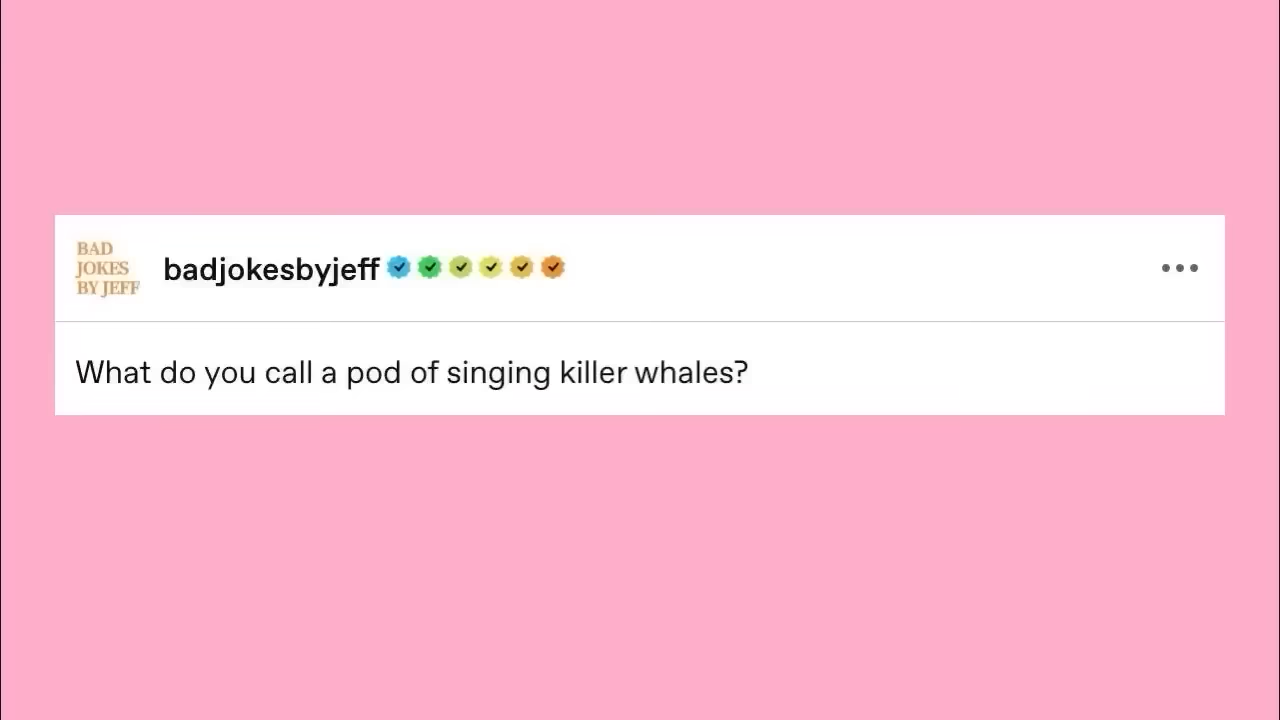 BAD
JOKES
BY JEFF
badjokesbyjeff
What do you call a pod of singing killer whales?